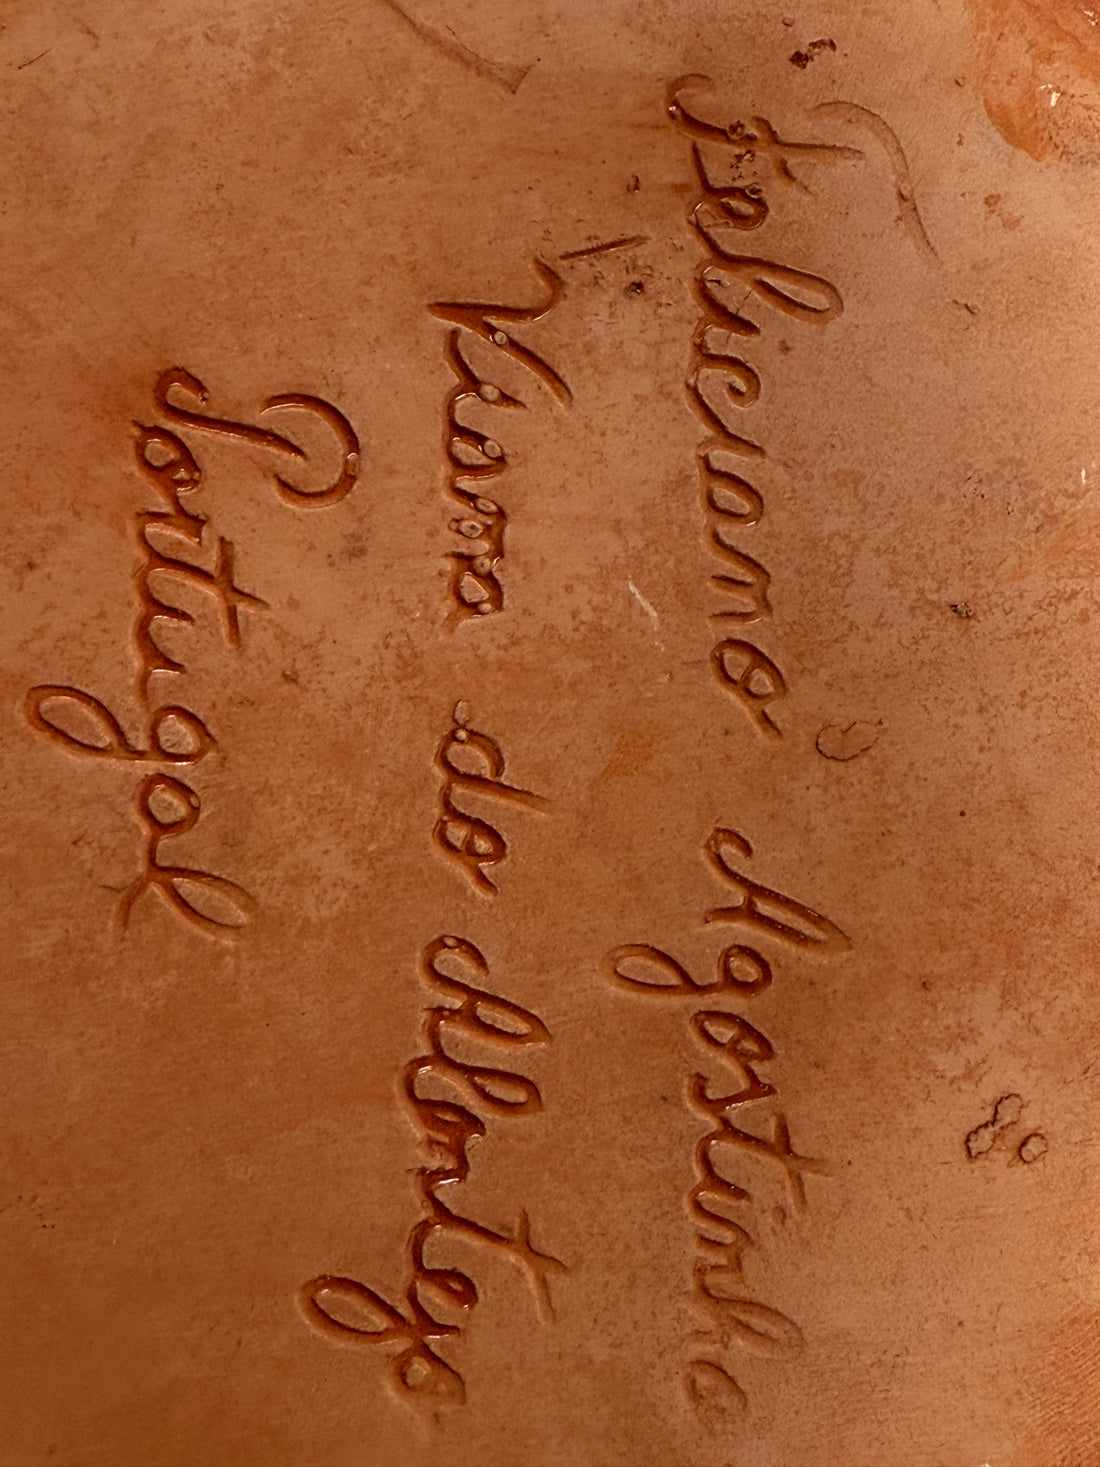 Feliciano Agostinho
Viana do Alentejo
Portugal